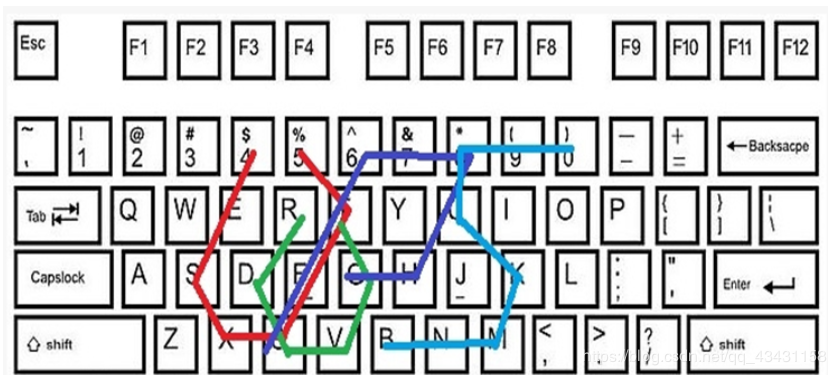 Esc F1 F2 F3 F4 F5 F6 F7 F8 F9 F10 F11 F12
~ ! @ # $ % ^ & * ( ) — +
、 1 2 3 4 5 6 7 9 0 – = ←Backsacpe
Tab Q W E R Y U I O P { } ¦
[ ] \
Capslock A S D F G H J K L : " Enter
; ,
⇧ shift Z X V B N M < > ? ⇧ shift
, . ,
https://blog.csdn.net/qq_43431158